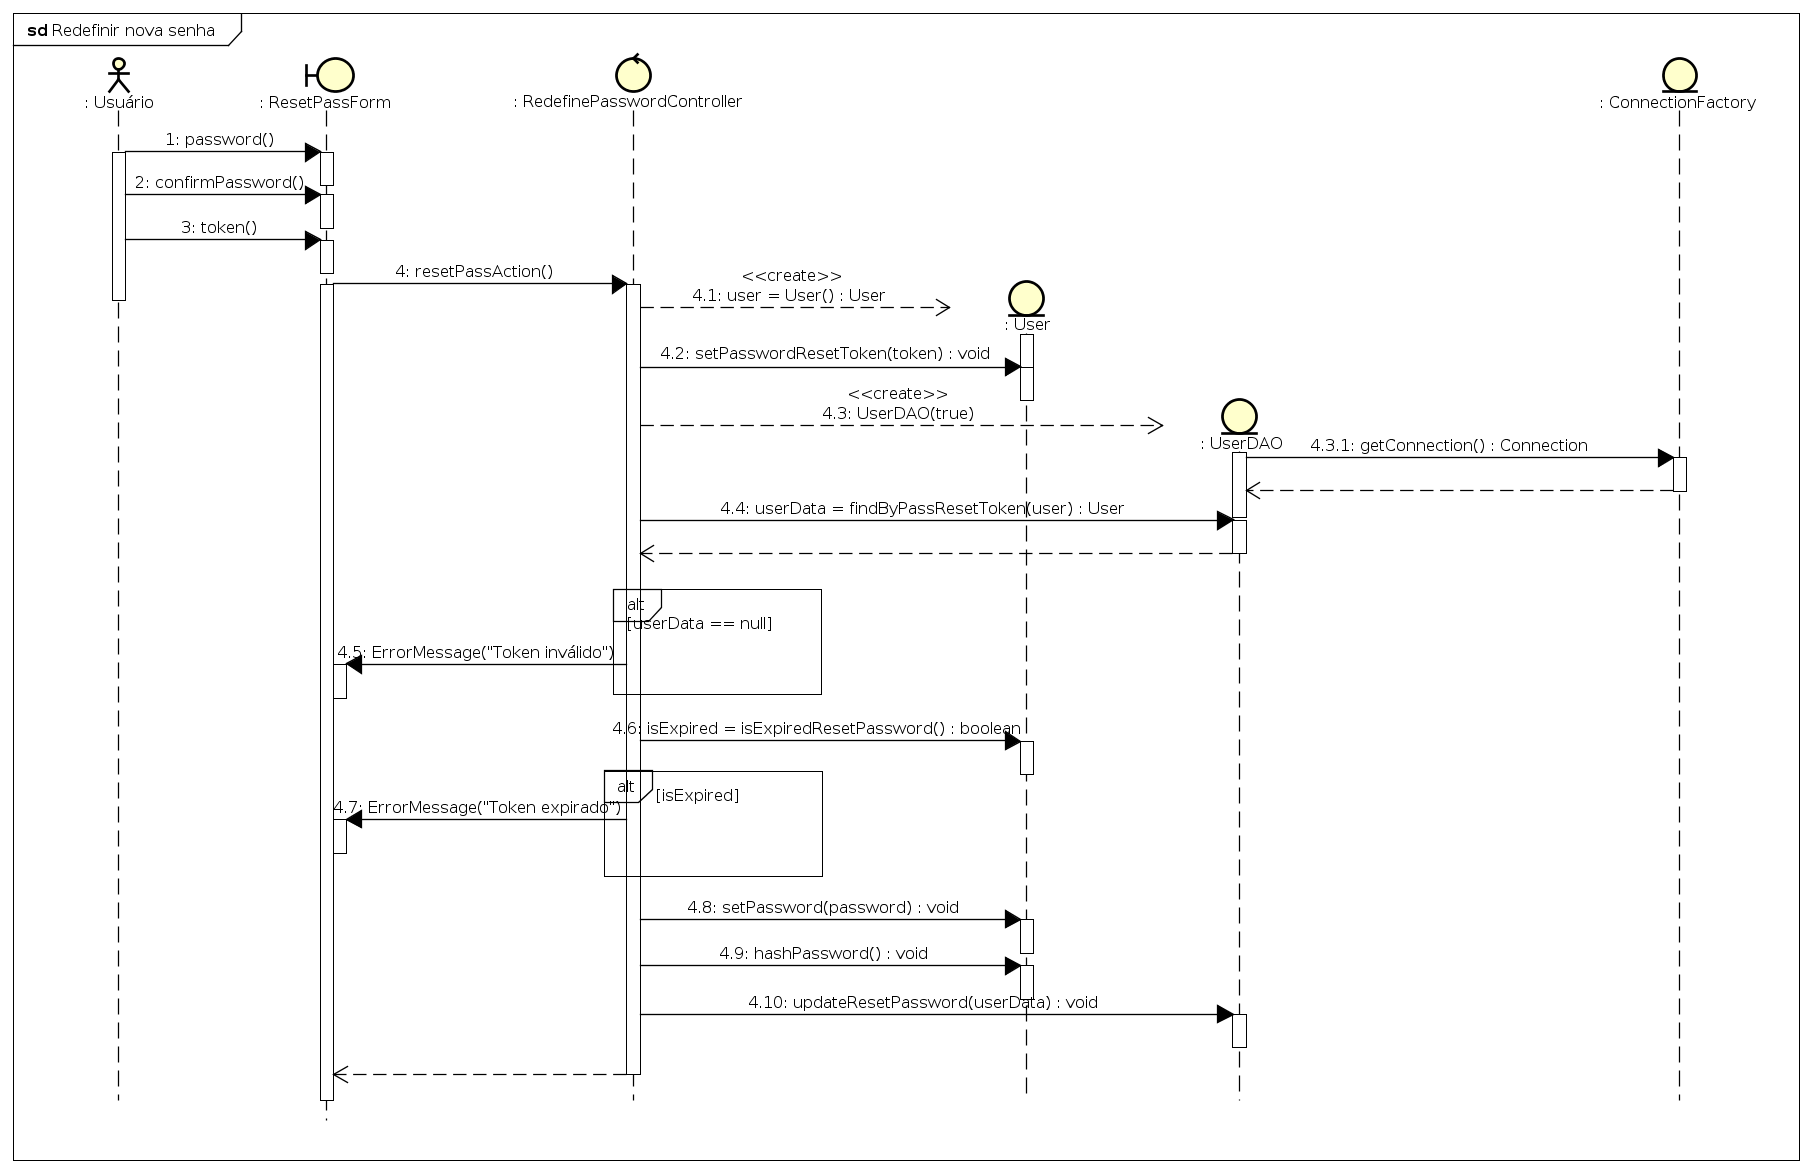 sd Redefinir nova senha
: Usuário
: ResetPassForm
: RedefinePasswordController
: ConnectionFactory
1: password()
2: confirmPassword()
3: token()
4: resetPassAction()
<<create>>
4.1: user = User() : User
: User
4.2: setPasswordResetToken(token) : void
<<create>>
4.3: UserDAO(true)
: UserDAO
4.3.1: getConnection() : Connection
4.4: userData = findByPassResetToken(user) : User
alt
[userData == null]
4.5: ErrorMessage("Token inválido")
4.6: isExpired = isExpiredResetPassword() : boolean
alt
[isExpired]
4.7: ErrorMessage("Token expirado")
4.8: setPassword(password) : void
4.9: hashPassword() : void
4.10: updateResetPassword(userData) : void